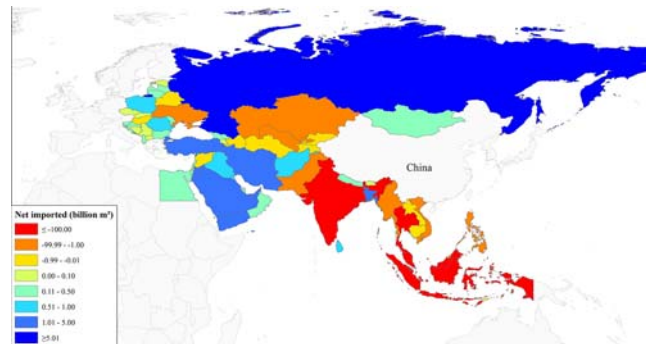 China
Net imported (billion m³)
≤ -100.00
-99.99 - -1.00
-0.99 - -0.01
0.00 - 0.10
0.11 - 0.50
0.51 - 1.00
1.01 - 5.00
≥5.01